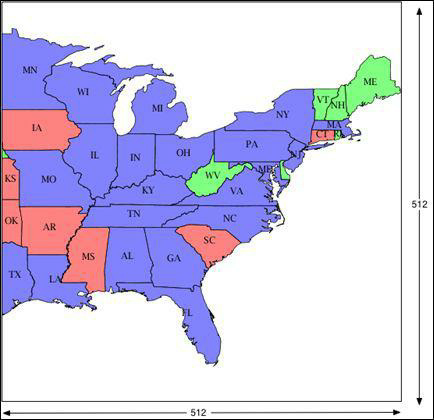 ME
MN
VT
NH
WI
MI
NY
MA
IA
CT
RI
PA
NJ
IL
IN
OH
MD
KS
MO
WV
KY
VA
OK
AR
TN
NC
SC
MS
AL
GA
TX
LA
FL
512
512